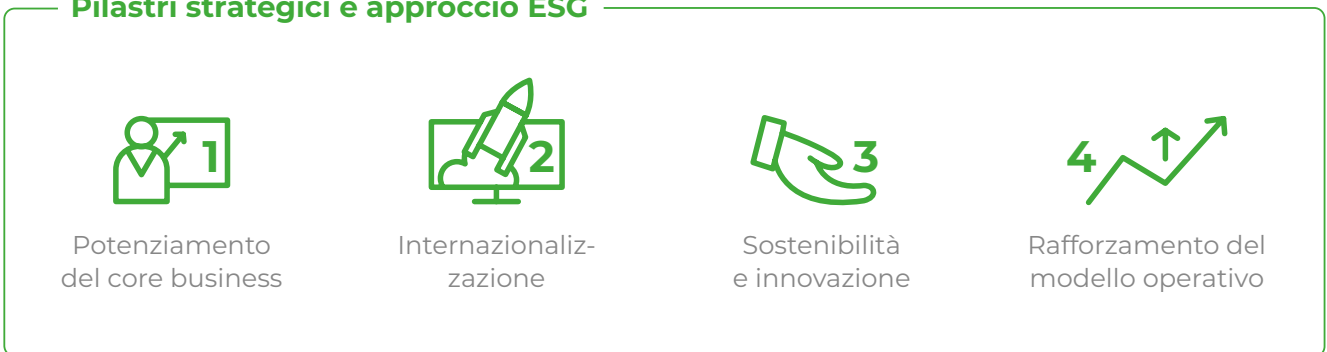 Pilastri strategici e approccio ESG
1
2
3
4
Potenziamento
del core business
Internazionaliz-
zazione
Sostenibilità
e innovazione
Rafforzamento del
modello operativo